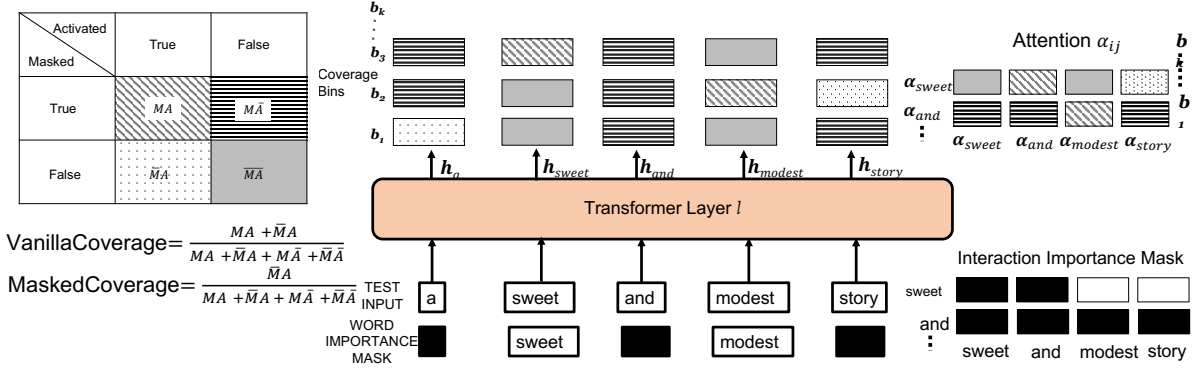 Activated
Masked
True
False
True
MA
MĀ
False
M̄A
M̄Ā
VanillaCoverage= MA + M̄A / MA + M̄A + MĀ + M̄Ā
MaskedCoverage= M̄A / MA + M̄A + MĀ + M̄Ā
Coverage
Bins
b_k
b_3
b_2
b_1
h_a
h_sweet
h_and
h_modest
h_story
Transformer Layer l
TEST
INPUT
a
sweet
and
modest
story
WORD
IMPORTANCE
MASK
sweet
modest
Attention α_ij
b_k
b_1
α_sweet
α_and
α_sweet
α_and
α_modest
α_story
Interaction Importance Mask
sweet
and
sweet
and
modest
story